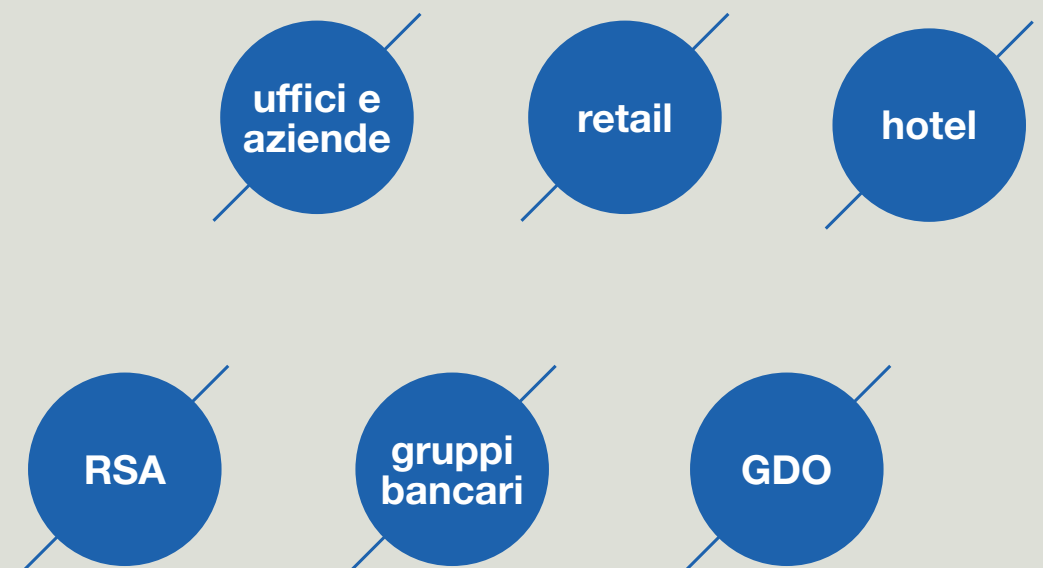 uffici e
aziende
retail
hotel
RSA
gruppi
bancari
GDO